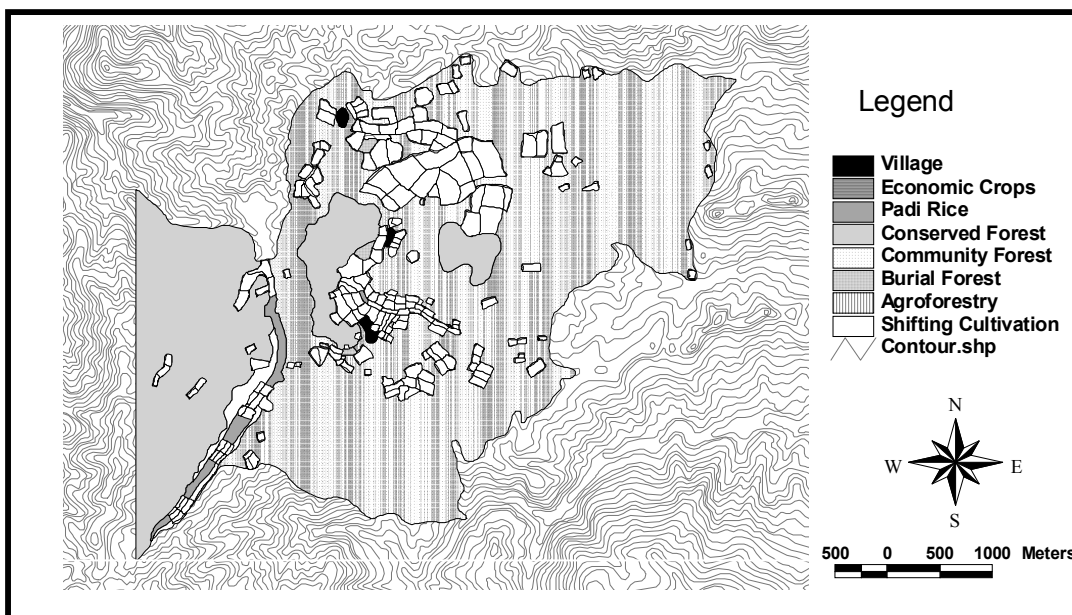 Legend
Village
Economic Crops
Padi Rice
Conserved Forest
Community Forest
Burial Forest
Agroforestry
Shifting Cultivation
Contour.shp
N
W E
S
500 0 500 1000 Meters